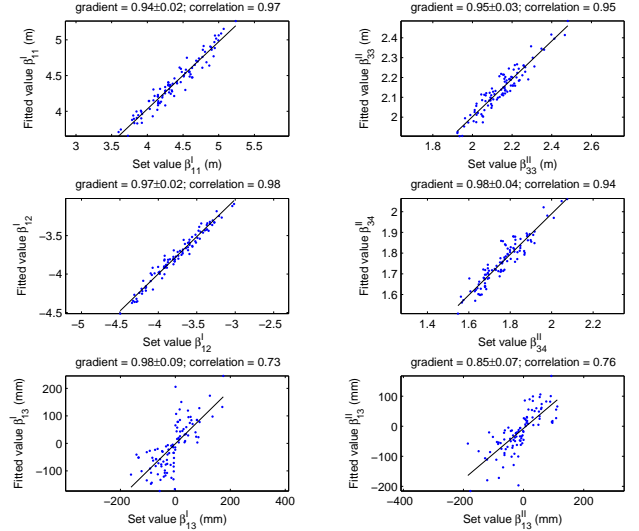 gradient = 0.94±0.02; correlation = 0.97
Fitted value β^I_11 (m)
5
4.5
4
3 3.5 4 4.5 5 5.5
Set value β^I_11 (m)
gradient = 0.95±0.03; correlation = 0.95
Fitted value β^II_33 (m)
2.4
2.3
2.2
2.1
2
1.8 2 2.2 2.4 2.6
Set value β^II_33 (m)
gradient = 0.97±0.02; correlation = 0.98
Fitted value β^I_12
−3.5
−4
−4.5
−5 −4.5 −4 −3.5 −3 −2.5
Set value β^I_12
gradient = 0.98±0.04; correlation = 0.94
Fitted value β^II_34
2
1.9
1.8
1.7
1.6
1.4 1.6 1.8 2 2.2
Set value β^II_34
gradient = 0.98±0.09; correlation = 0.73
Fitted value β^I_13 (mm)
200
100
0
−100
−200 0 200 400
Set value β^I_13 (mm)
gradient = 0.85±0.07; correlation = 0.76
Fitted value β^II_13 (mm)
100
0
−100
−200
−400 −200 0 200 400
Set value β^II_13 (mm)